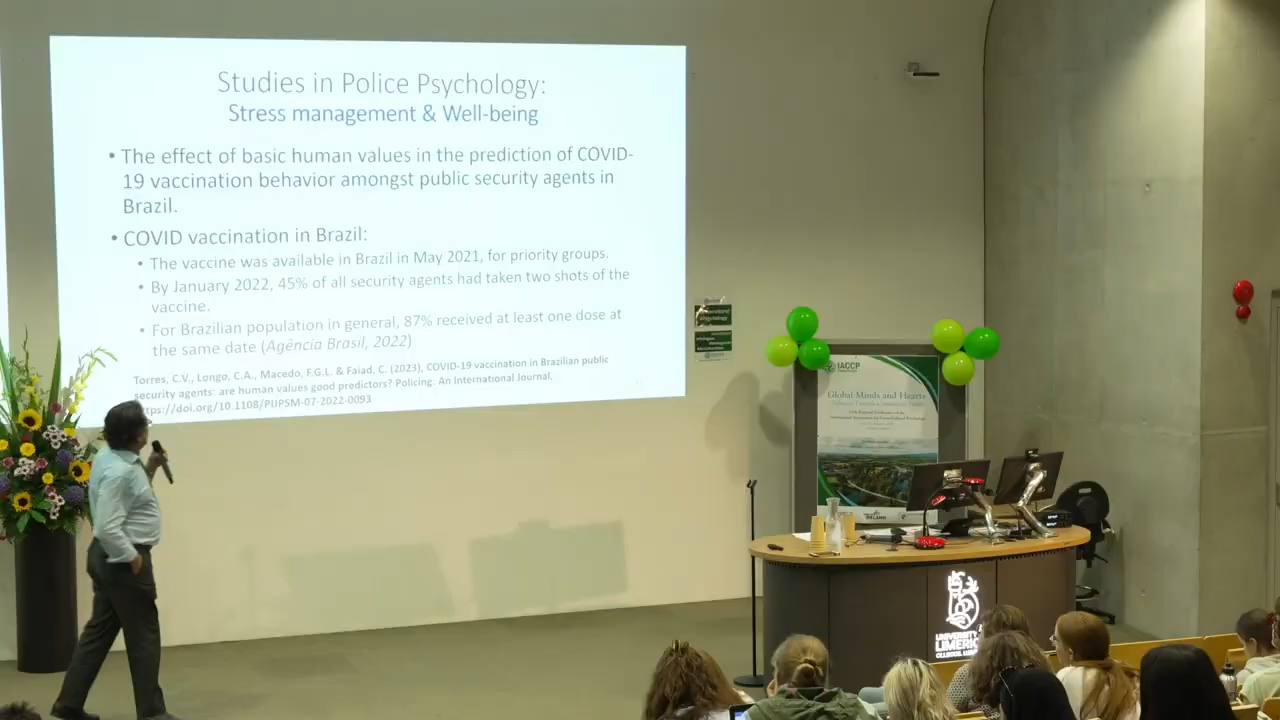 Studies in Police Psychology:
Stress management & Well-being
• The effect of basic human values in the prediction of COVID-
19 vaccination behavior amongst public security agents in
Brazil.
• COVID vaccination in Brazil:
• The vaccine was available in Brazil in May 2021, for priority groups.
• By January 2022, 45% of all security agents had taken two shots of the
vaccine.
• For Brazilian population in general, 87% received at least one dose at
the same date (Agência Brasil, 2022)
Torres, C.V., Longo, C.A., Macedo, F.G.L. & Faiad, C. (2023), COVID-19 vaccination in Brazilian public
security agents: are human values good predictors? Policing: An International Journal,
https://doi.org/10.1108/PIJPSM-07-2022-0093
IACCP
Global Minds and Hearts
IRELAND
UNIVERSITY
LIMERICK